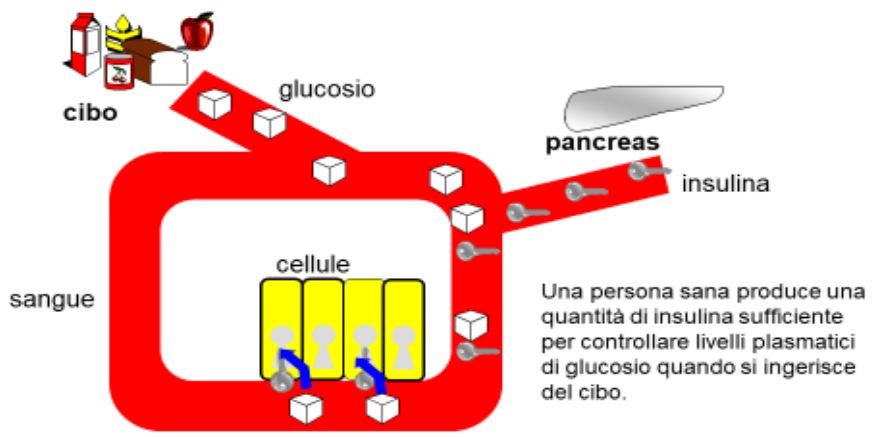 glucosio
cibo
pancreas
insulina
cellule
sangue
Una persona sana produce una
quantità di insulina sufficiente
per controllare livelli plasmatici
di glucosio quando si ingerisce
del cibo.